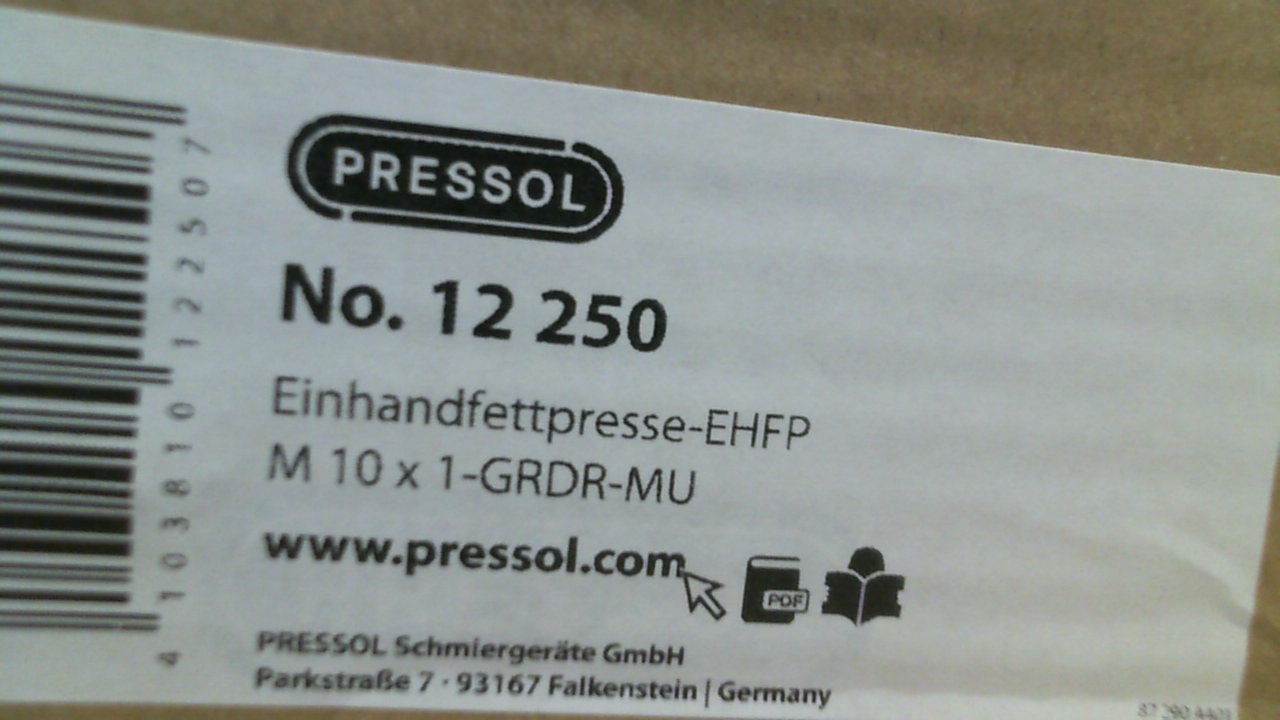 PRESSOL
No. 12 250
Einhandfettpresse-EHFP
M 10 x 1-GRDR-MU
www.pressol.com
PDF
PRESSOL Schmiergeräte GmbH
Parkstraße 7 · 93167 Falkenstein | Germany
4 103810 122507